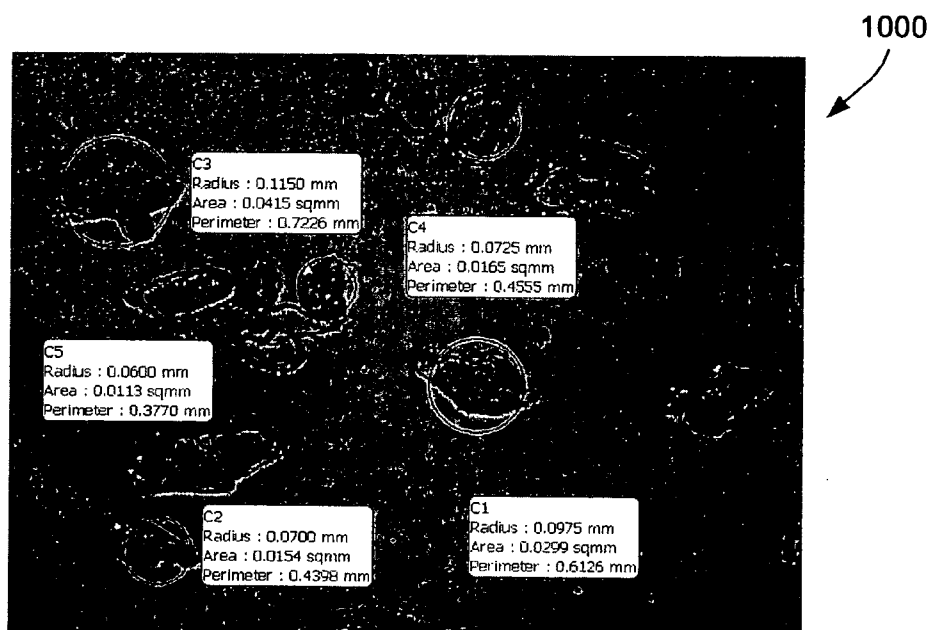 1000
C3
Radius : 0.1150 mm
Area : 0.0415 sqmm
Perimeter : 0.7226 mm
C4
Radius : 0.0725 mm
Area : 0.0165 sqmm
Perimeter : 0.4555 mm
C5
Radius : 0.0600 mm
Area : 0.0113 sqmm
Perimeter : 0.3770 mm
C2
Radius : 0.0700 mm
Area : 0.0154 sqmm
Perimeter : 0.4398 mm
C1
Radius : 0.0975 mm
Area : 0.0299 sqmm
Perimeter : 0.6126 mm